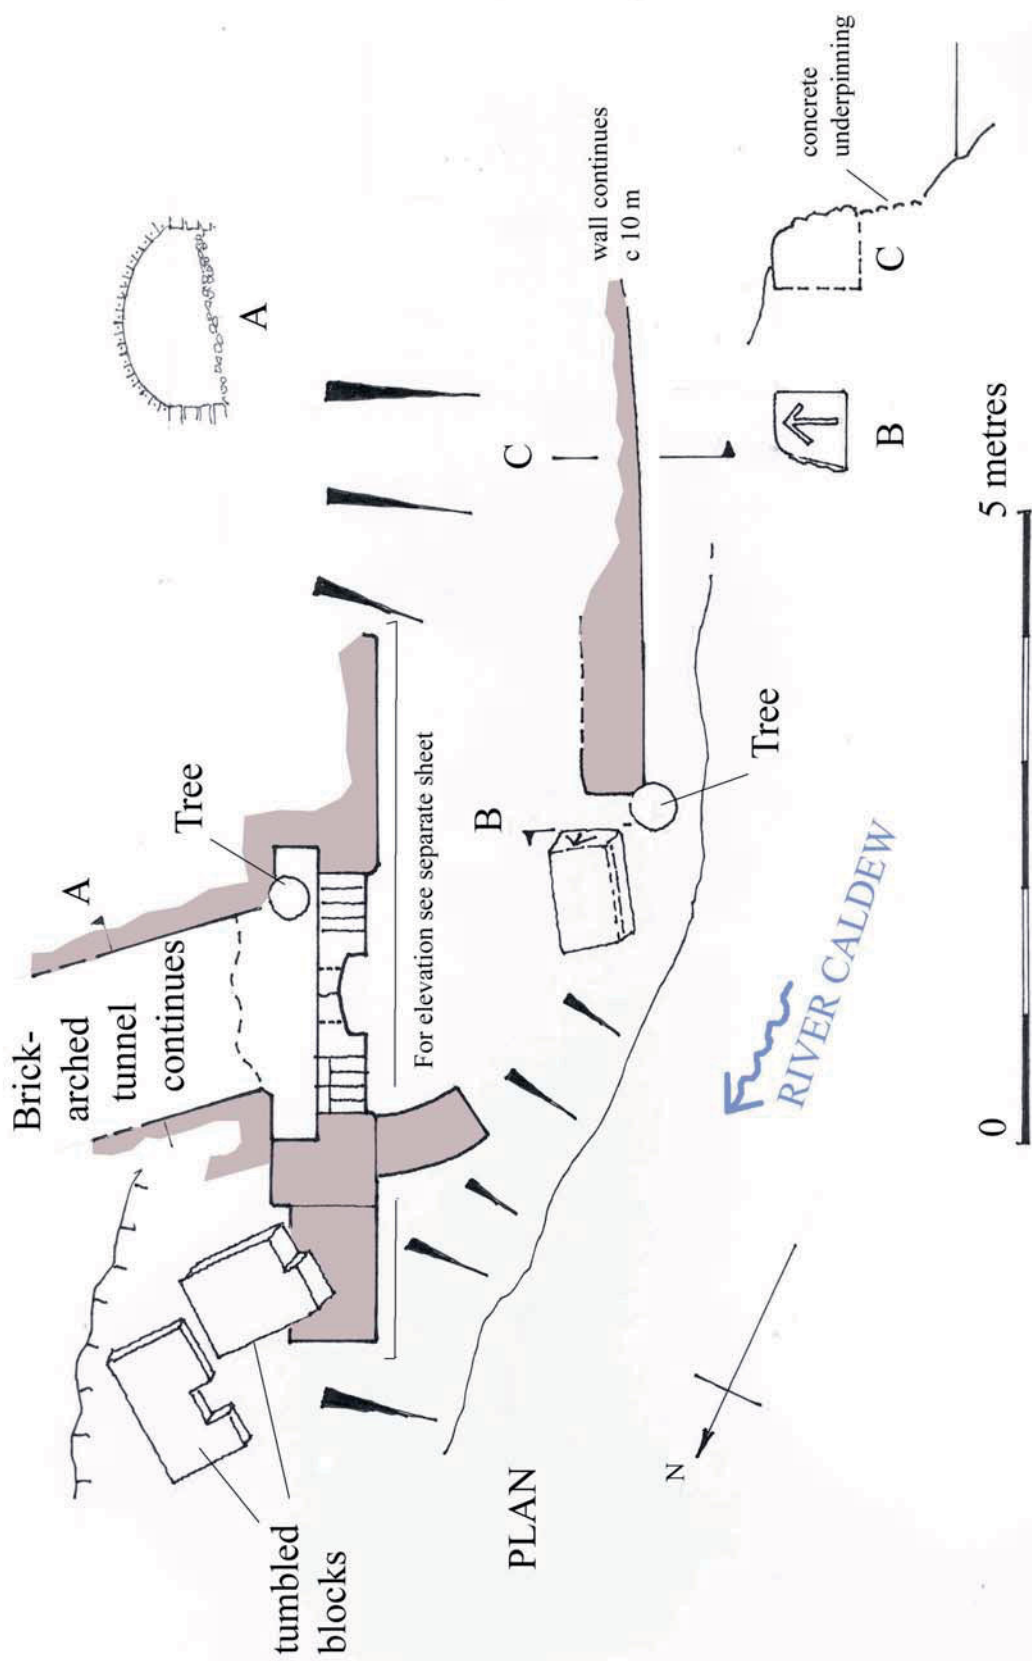 Brick-
arched
tunnel
continues
A
Tree
A
tumbled
blocks
For elevation see separate sheet
B
C
wall continues
c 10 m
Tree
PLAN
N
RIVER CALDEW
B
C
concrete
underpinning
0
5 metres